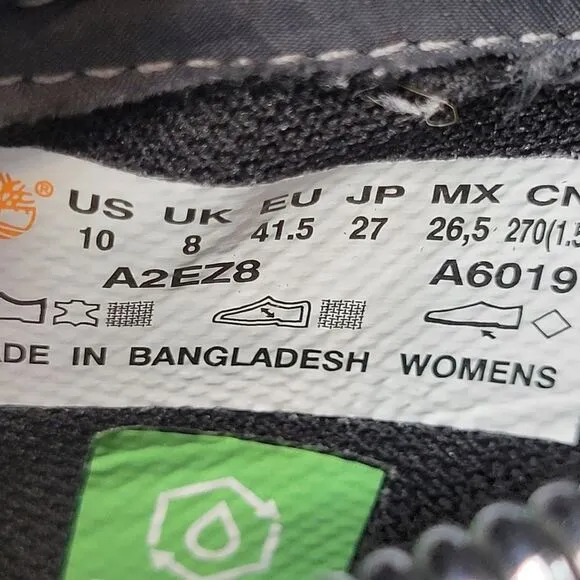 ® US UK EU JP MX CN
10 8 41.5 27 26,5 270(1.5
A2EZ8 A6019
ADE IN BANGLADESH WOMENS